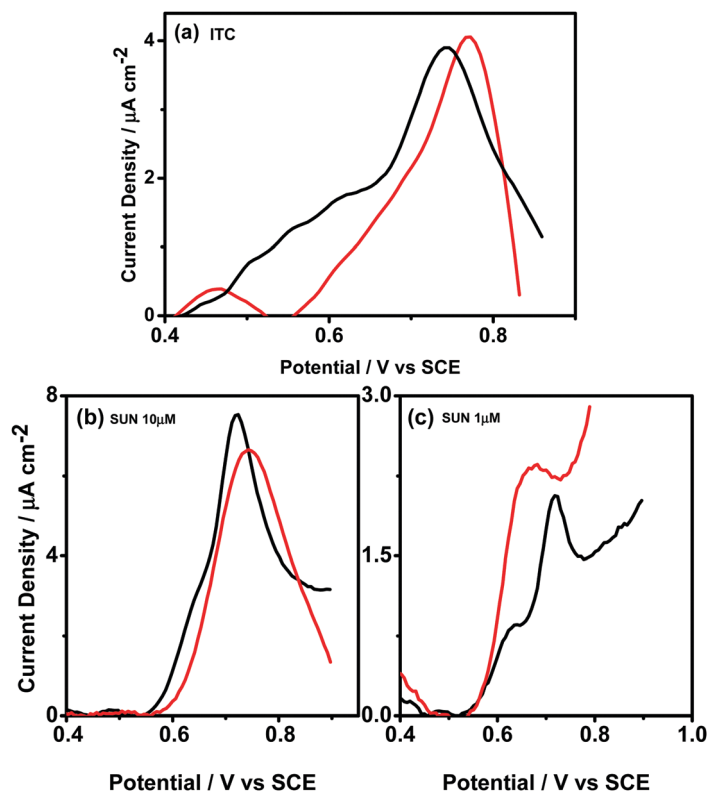 (a) ITC
4
2
0
Current Density / μA cm-2
0.4 0.6 0.8
Potential / V vs SCE
(b) SUN 10μM
8
4
0
Current Density / μA cm-2
0.4 0.6 0.8
Potential / V vs SCE
(c) SUN 1μM
3.0
1.5
0.0
0.4 0.6 0.8 1.0
Potential / V vs SCE